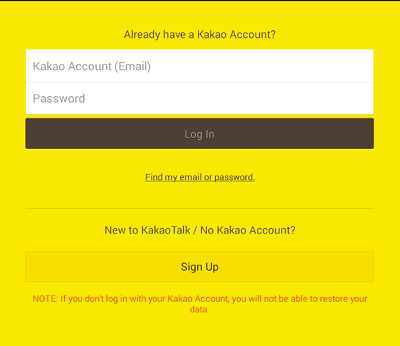 Already have a Kakao Account?
Kakao Account (Email)
Password
Log In
Find my email or password.
New to KakaoTalk / No Kakao Account?
Sign Up
NOTE: If you don't log in with your Kakao Account, you will not be able to restore your
data.